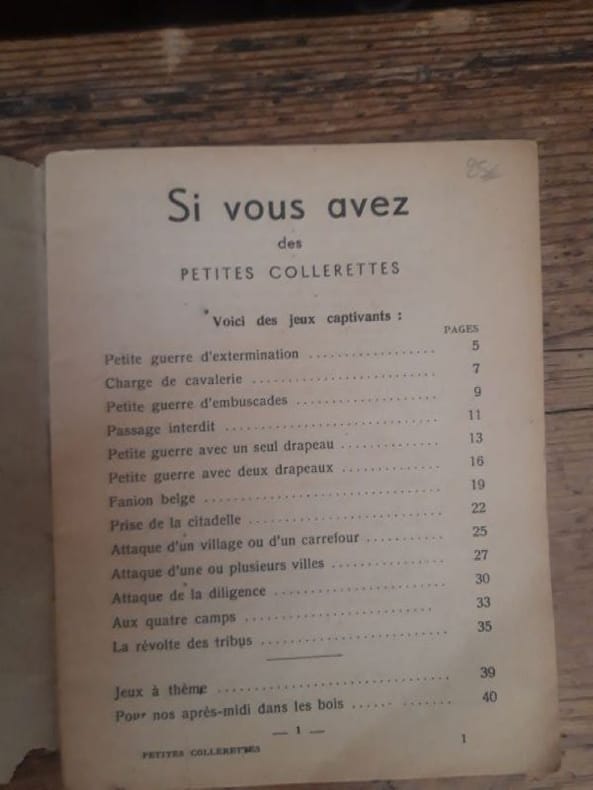 Si vous avez
des
PETITES COLLERETTES
Voici des jeux captivants :
PAGES
Petite guerre d'extermination .................. 5
Charge de cavalerie ........................... 7
Petite guerre d'embuscades .................... 9
Passage interdit ............................... 11
Petite guerre avec un seul drapeau .............. 13
Petite guerre avec deux drapeaux .............. 16
Fanion belge .................................. 19
Prise de la citadelle ............................ 22
Attaque d'un village ou d'un carrefour ........... 25
Attaque d'une ou plusieurs villes ................ 27
Attaque de la diligence ......................... 30
Aux quatre camps ........................... 33
La révolte des tribus ........................... 35
Jeux à thème ................................. 39
Pour nos après-midi dans les bois ...... ....... 40
— 1 —
PETITES COLLERETTES 1